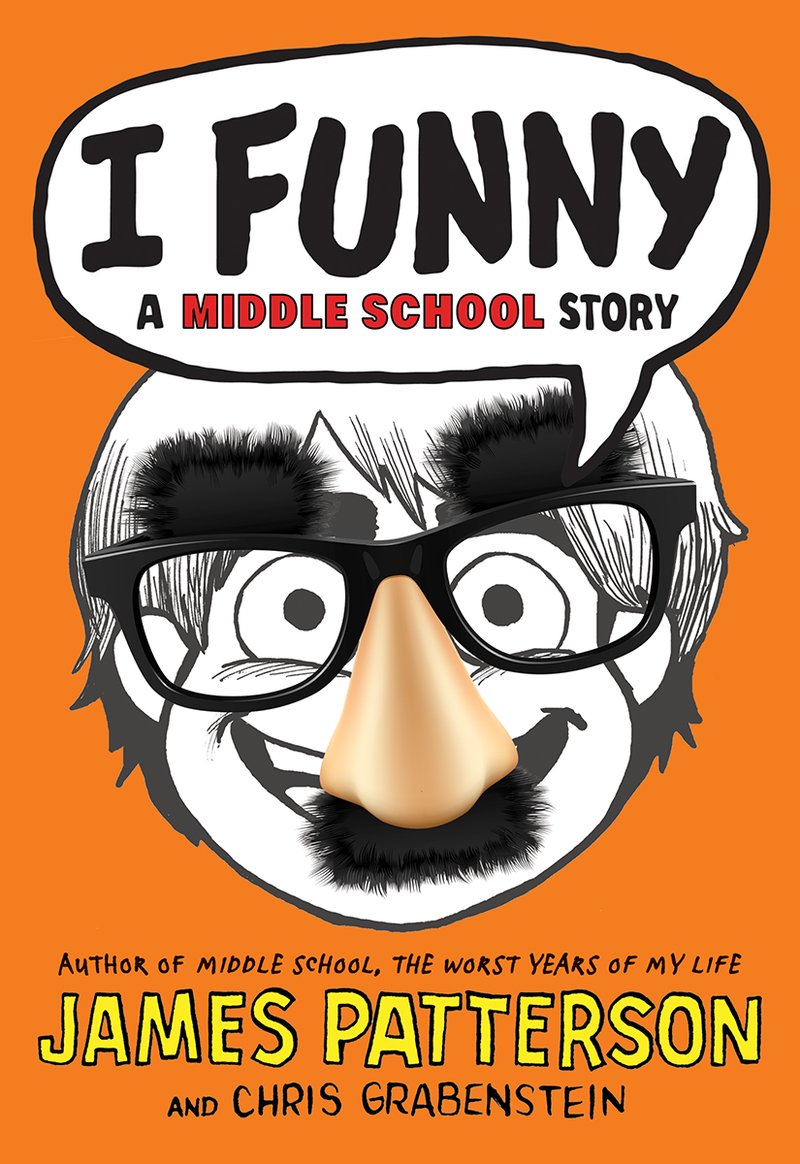 I FUNNY
A MIDDLE SCHOOL STORY
AUTHOR OF MIDDLE SCHOOL, THE WORST YEARS OF MY LIFE
JAMES PATTERSON
AND CHRIS GRABENSTEIN